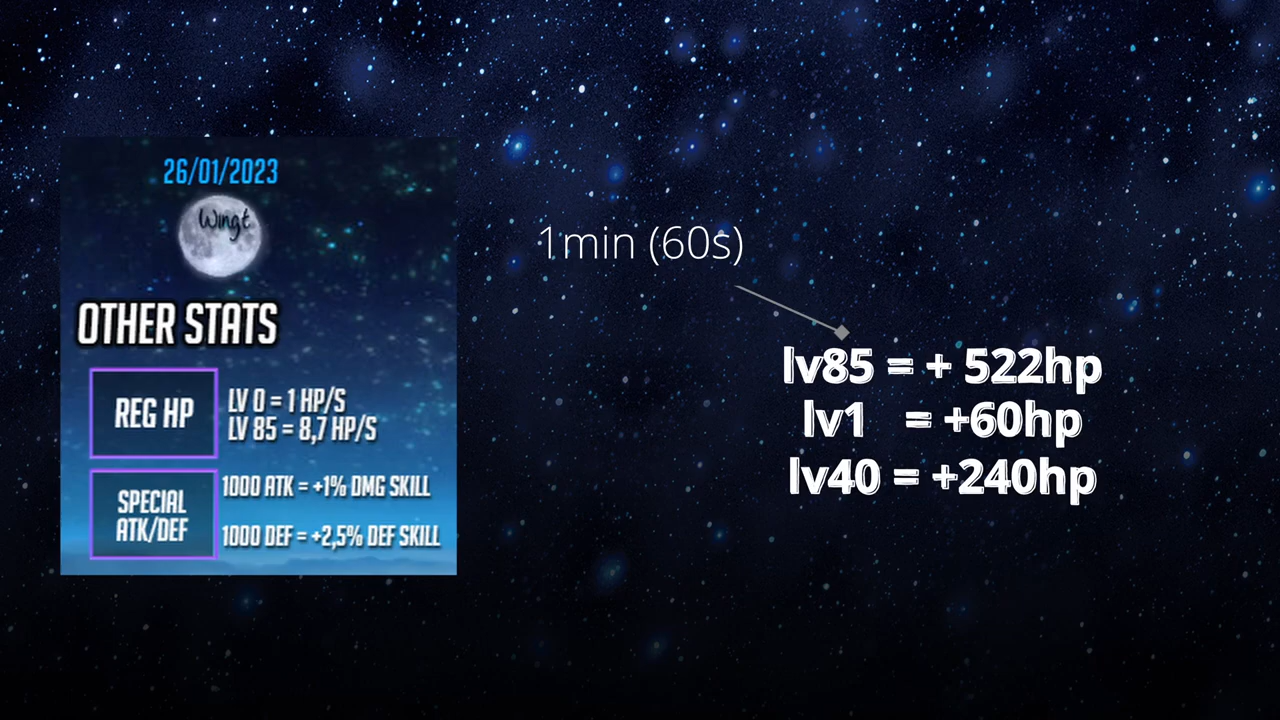 26/01/2023
Wingt
OTHER STATS
REG HP
LV 0 = 1 HP/S
LV 85 = 8,7 HP/S
SPECIAL
ATK/DEF
1000 ATK = +1% DMG SKILL
1000 DEF = +2,5% DEF SKILL
1min (60s)
lv85 = + 522hp
lv1 = +60hp
lv40 = +240hp